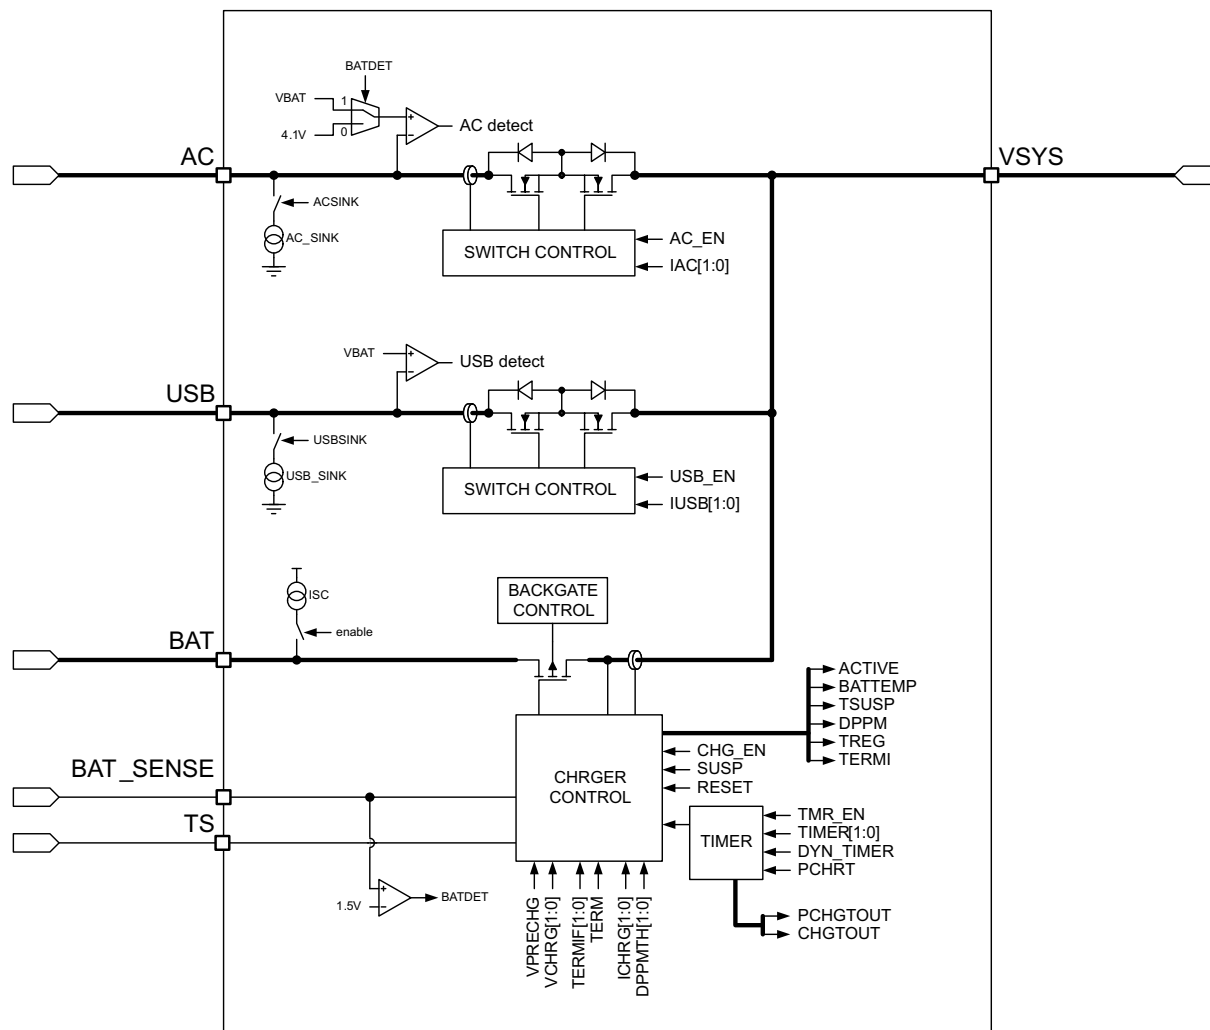 BATDET
VBAT
1
4.1V
0
+
−
AC detect
AC
VSYS
ACSINK
AC_SINK
SWITCH CONTROL
AC_EN
IAC[1:0]
VBAT
+
−
USB detect
USB
USBSINK
USB_SINK
SWITCH CONTROL
USB_EN
IUSB[1:0]
ISC
enable
BACKGATE
CONTROL
BAT
ACTIVE
BATTEMP
TSUSP
DPPM
TREG
TERMI
CHG_EN
SUSP
RESET
BAT_SENSE
CHRGER
CONTROL
TS
TIMER
TMR_EN
TIMER[1:0]
DYN_TIMER
PCHRT
1.5V
+
−
BATDET
VPRECHG
VCHRG[1:0]
TERMIF[1:0]
TERM
ICHRG[1:0]
DPPMTH[1:0]
PCHGTOUT
CHGTOUT